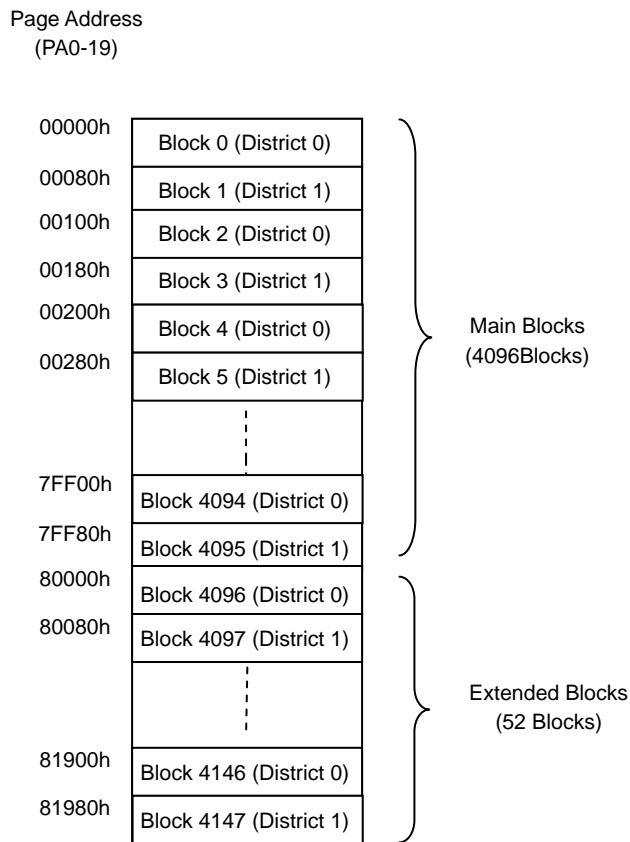 Page Address
(PA0-19)
00000h
Block 0 (District 0)
00080h
Block 1 (District 1)
00100h
Block 2 (District 0)
00180h
Block 3 (District 1)
00200h
Block 4 (District 0)
00280h
Block 5 (District 1)
Main Blocks
(4096Blocks)
7FF00h
Block 4094 (District 0)
7FF80h
Block 4095 (District 1)
80000h
Block 4096 (District 0)
80080h
Block 4097 (District 1)
Extended Blocks
(52 Blocks)
81900h
Block 4146 (District 0)
81980h
Block 4147 (District 1)